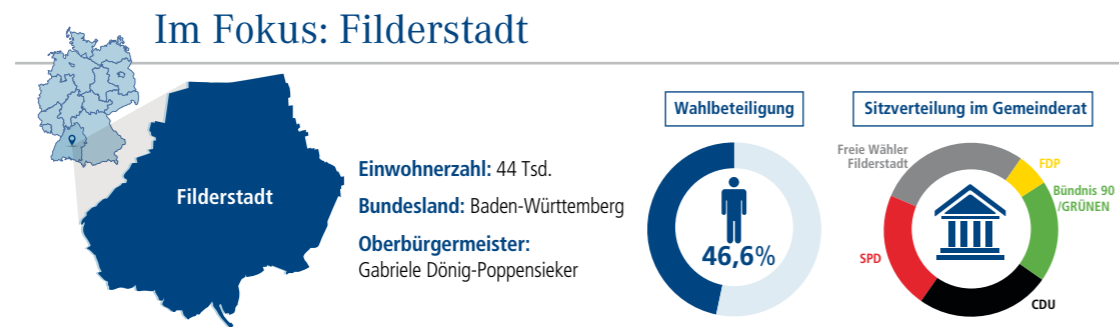 Im Fokus: Filderstadt
Filderstadt
Einwohnerzahl: 44 Tsd.
Bundesland: Baden-Württemberg
Oberbürgermeister:
Gabriele Dönig-Poppensieker
Wahlbeteiligung
46,6%
Sitzverteilung im Gemeinderat
Freie Wähler
Filderstadt
FDP
Bündnis 90
/GRÜNEN
SPD
CDU